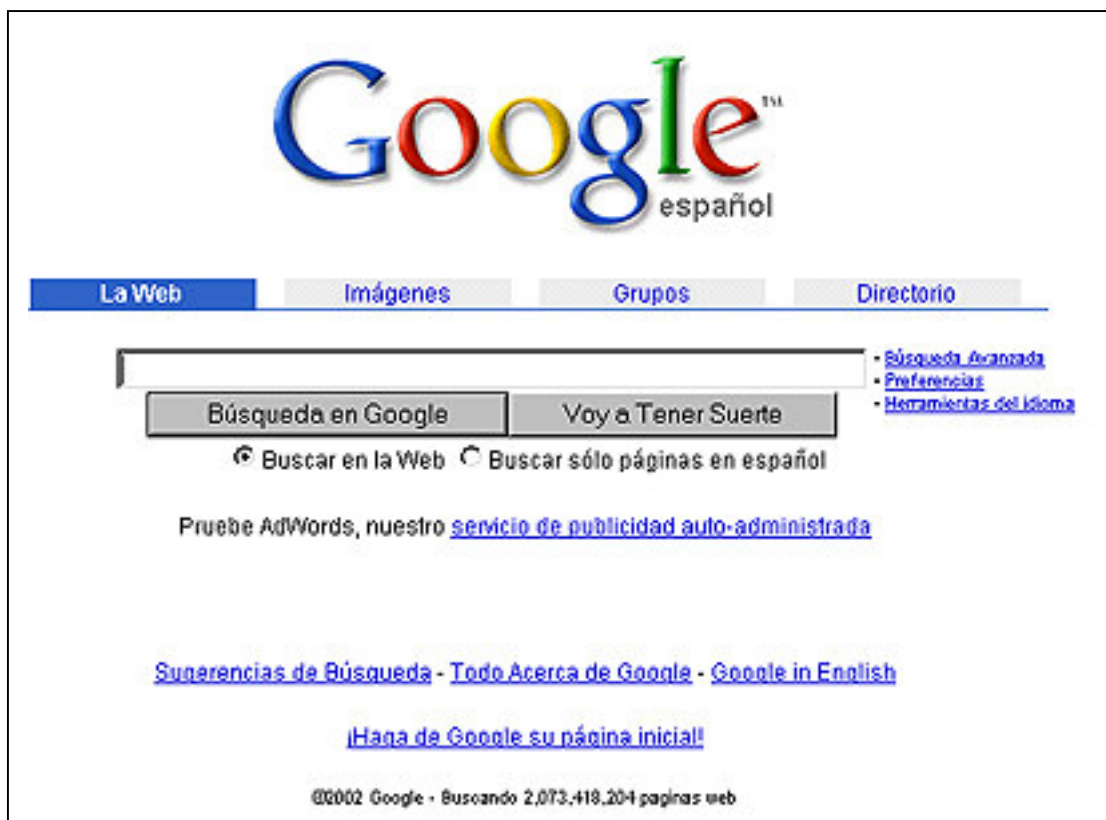 Google™
español
La Web Imágenes Grupos Directorio
- Búsqueda Avanzada
- Preferencias
- Herramientas del idioma
Búsqueda en Google Voy a Tener Suerte
Buscar en la Web Buscar sólo páginas en español
Pruebe AdWords, nuestro servicio de publicidad auto-administrada
Sugerencias de Búsqueda - Todo Acerca de Google - Google in English
¡Haga de Google su página inicial!
©2002 Google - Buscando 2,073,418,204 paginas web